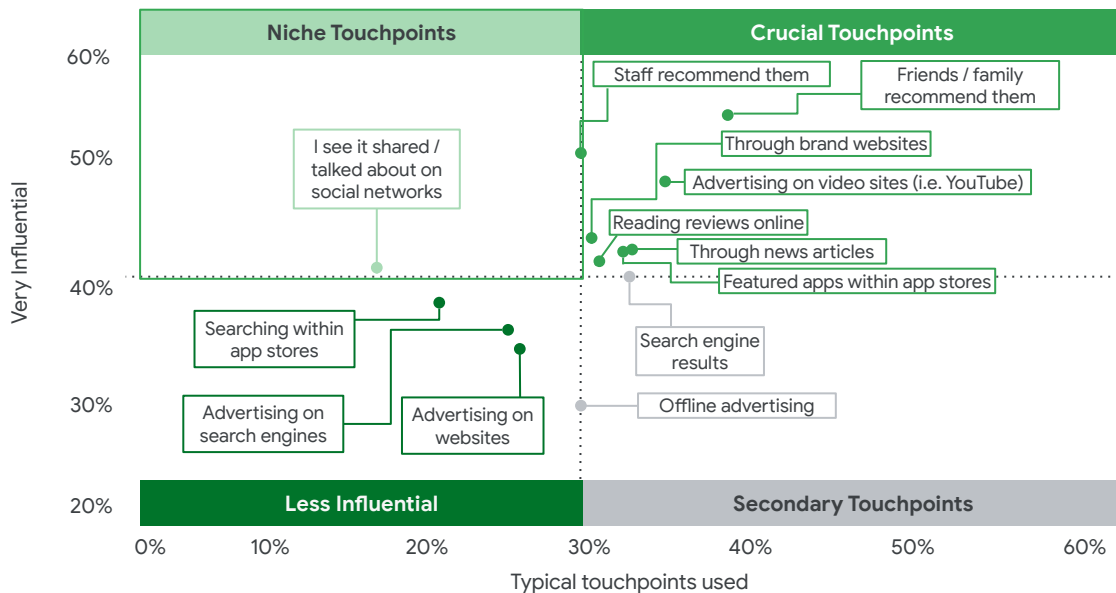 Niche Touchpoints
Crucial Touchpoints
60%
Staff recommend them
Friends / family
recommend them
I see it shared /
talked about on
social networks
50%
Through brand websites
Advertising on video sites (i.e. YouTube)
Reading reviews online
Through news articles
Featured apps within app stores
Very Influential
40%
Searching within
app stores
Search engine
results
30%
Advertising on
search engines
Advertising on
websites
Offline advertising
20%
Less Influential
Secondary Touchpoints
0%
10%
20%
30%
40%
50%
60%
Typical touchpoints used